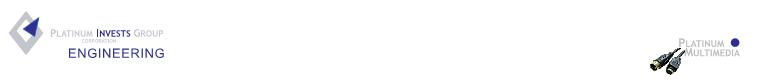 PLATINUM INVESTS GROUP
CORPORATION
ENGINEERING
PLATINUM
MULTIMEDIA